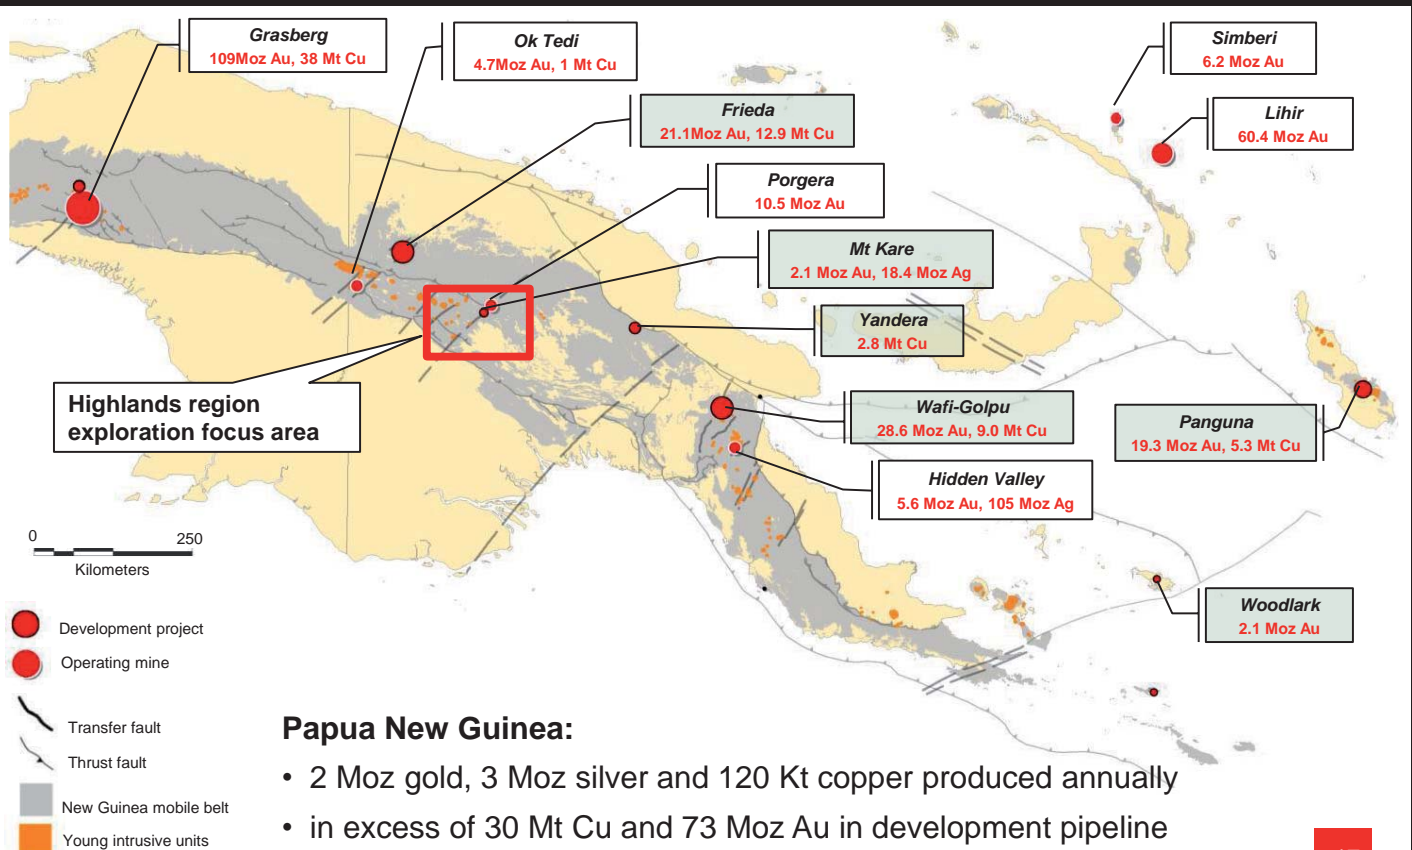 Grasberg
109Moz Au, 38 Mt Cu
Ok Tedi
4.7Moz Au, 1 Mt Cu
Simberi
6.2 Moz Au
Frieda
21.1Moz Au, 12.9 Mt Cu
Lihir
60.4 Moz Au
Porgera
10.5 Moz Au
Mt Kare
2.1 Moz Au, 18.4 Moz Ag
Yandera
2.8 Mt Cu
Highlands region
exploration focus area
Wafi-Golpu
28.6 Moz Au, 9.0 Mt Cu
Panguna
19.3 Moz Au, 5.3 Mt Cu
Hidden Valley
5.6 Moz Au, 105 Moz Ag
0 250
Kilometers
Woodlark
2.1 Moz Au
Development project
Operating mine
Transfer fault
Thrust fault
New Guinea mobile belt
Young intrusive units
Papua New Guinea:
• 2 Moz gold, 3 Moz silver and 120 Kt copper produced annually
• in excess of 30 Mt Cu and 73 Moz Au in development pipeline